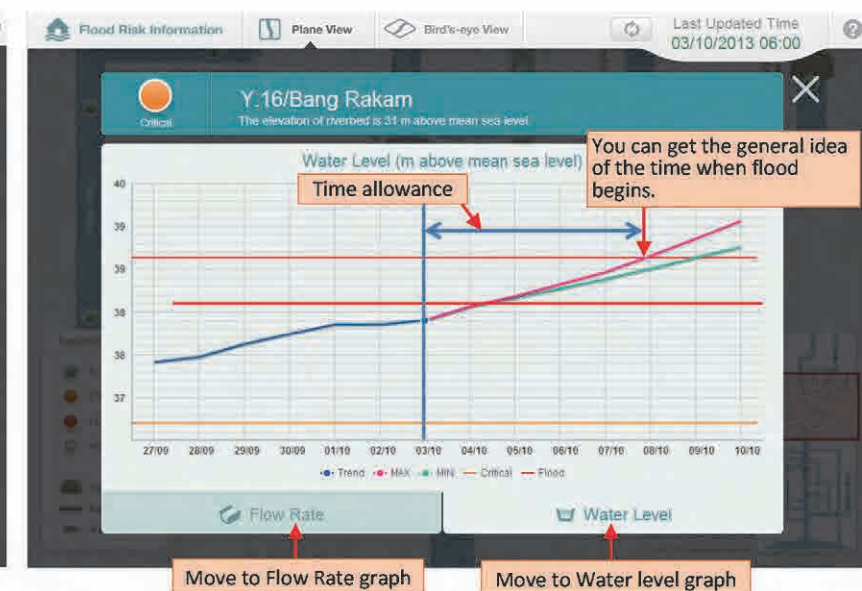 Flood Risk Information
Plane View
Bird's-eye View
Last Updated Time
03/10/2013 06:00
Critical
Y.16/Bang Rakam
The elevation of riverbed is 31 m above mean sea level.
Water Level (m above mean sea level)
You can get the general idea
of the time when flood
begins.
Time allowance
40
39
39
38
38
37
27/09 28/09 29/09 30/09 01/10 02/10 03/10 04/10 05/10 06/10 07/10 08/10 09/10 10/10
Trend MAX MIN Critical Flood
Flow Rate
Water Level
Move to Flow Rate graph
Move to Water level graph